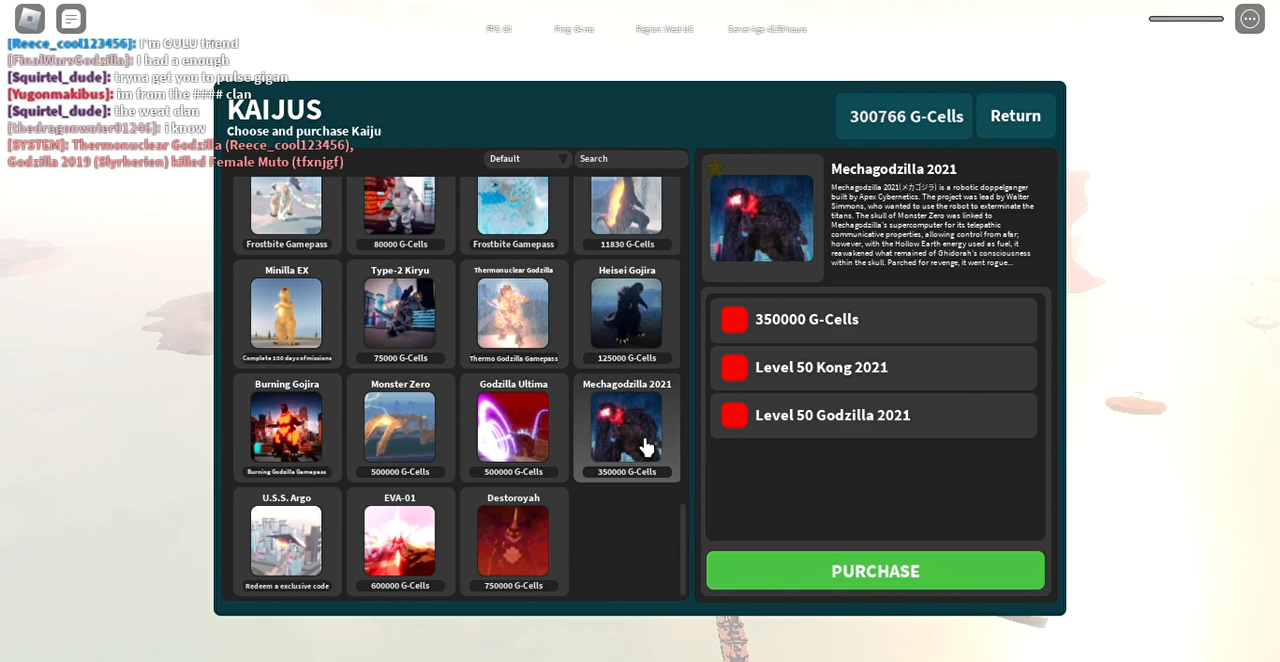 FPS: 60
Region: West US
[Reece_cool123456]: I'm GULU friend
[FinalWarsGodzilla]: I had a enough
[Squirtel_dude]: tryna get you to pulse gigan
[Yugonmakibus]: im from the #### clan
[Squirtel_dude]: the weat clan
[thedragonwater01246]: i know
[SYSTEM]: Thermonuclear Godzilla (Reece_cool123456),
Godzilla 2019 (Slyrherlen) killed Female Muto (tfxnjgf)
KAIJUS
Choose and purchase Kaiju
300766 G-Cells
Return
Default
Search
Frostbite Gamepass
80000 G-Cells
Frostbite Gamepass
11830 G-Cells
Minilla EX
Type-2 Kiryu
Thermonuclear Godzilla
Heisei Gojira
Complete 100 days of missions
75000 G-Cells
Thermo Godzilla Gamepass
125000 G-Cells
Burning Gojira
Monster Zero
Godzilla Ultima
Mechagodzilla 2021
Burning Godzilla Gamepass
500000 G-Cells
500000 G-Cells
350000 G-Cells
U.S.S. Argo
EVA-01
Destoroyah
Redeem a exclusive code
600000 G-Cells
750000 G-Cells
Mechagodzilla 2021
Mechagodzilla 2021(メカゴジラ) is a robotic doppelganger
built by Apex Cybernetics. The project was lead by Walter
Simmons, who wanted to use the robot to exterminate the
titans. The skull of Monster Zero was linked to
Mechagodzilla's supercomputer for its telepathic
communicative properties, allowing control from afar;
however, with the Hollow Earth energy used as fuel, it
reawakened what remained of Ghidorah's consciousness
within the skull. Parched for revenge, it went rogue...
350000 G-Cells
Level 50 Kong 2021
Level 50 Godzilla 2021
PURCHASE